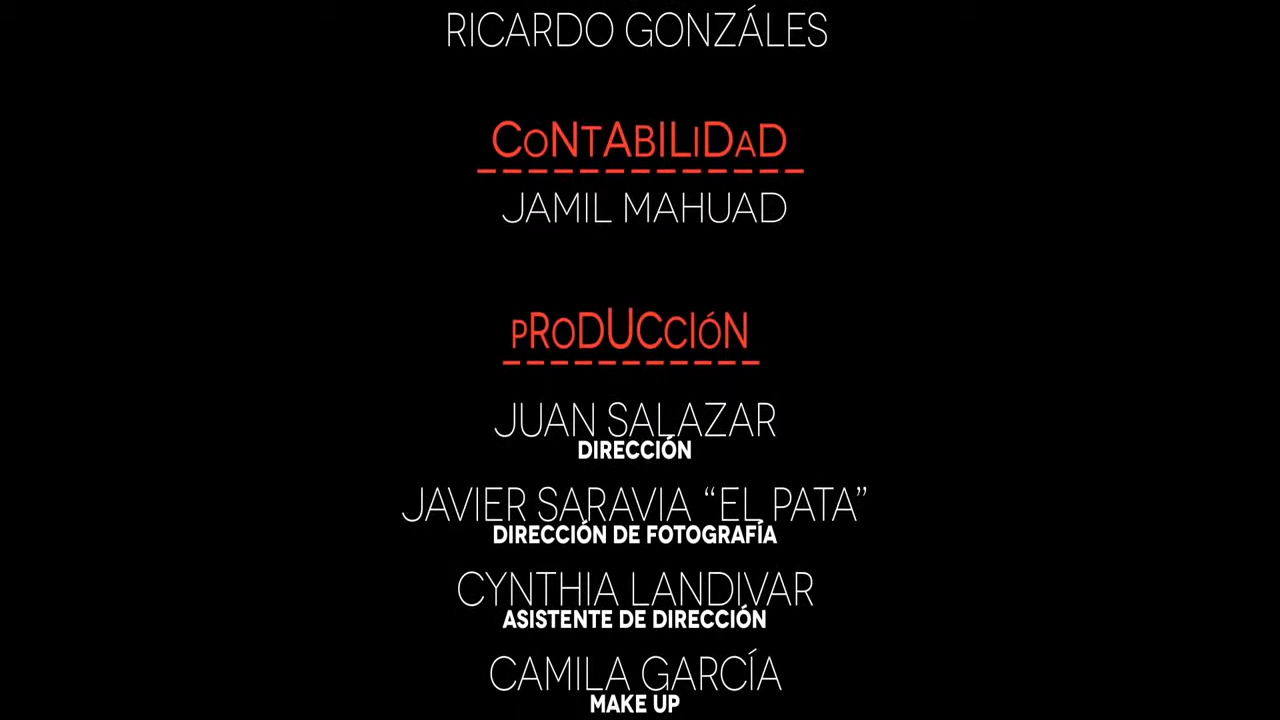 RICARDO GONZÁLES
CoNTABILIDAD
JAMIL MAHUAD
pRoDUCCIÓN
JUAN SALAZAR
DIRECCIÓN
JAVIER SARAVIA “EL PATA”
DIRECCIÓN DE FOTOGRAFÍA
CYNTHIA LANDIVAR
ASISTENTE DE DIRECCIÓN
CAMILA GARCÍA
MAKE UP